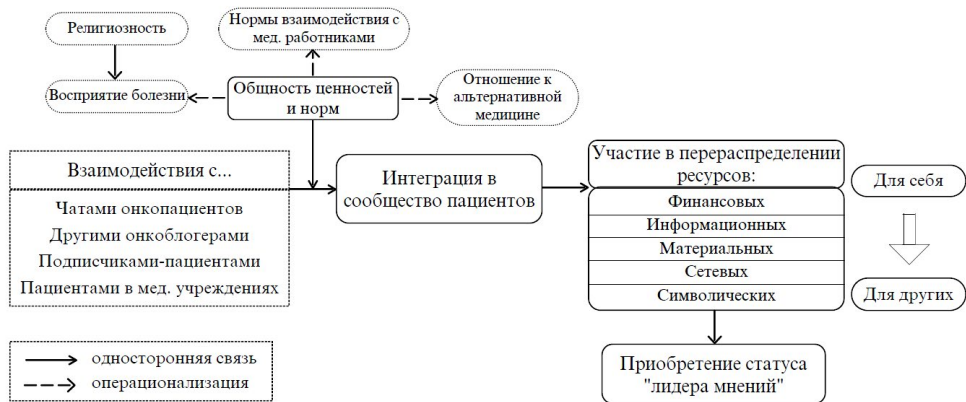 Религиозность
Нормы взаимодействия с
мед. работниками
Восприятие болезни
Общность ценностей
и норм
Отношение к
альтернативной
медицине
Взаимодействия с...
Чатами онкопациентов
Другими онкоблогерами
Подписчиками-пациентами
Пациентами в мед. учреждениях
Интеграция в
сообщество пациентов
Участие в перераспределении
ресурсов:
Финансовых
Информационных
Материальных
Сетевых
Символических
Для себя
Для других
Приобретение статуса
"лидера мнений"
односторонняя связь
операционализация